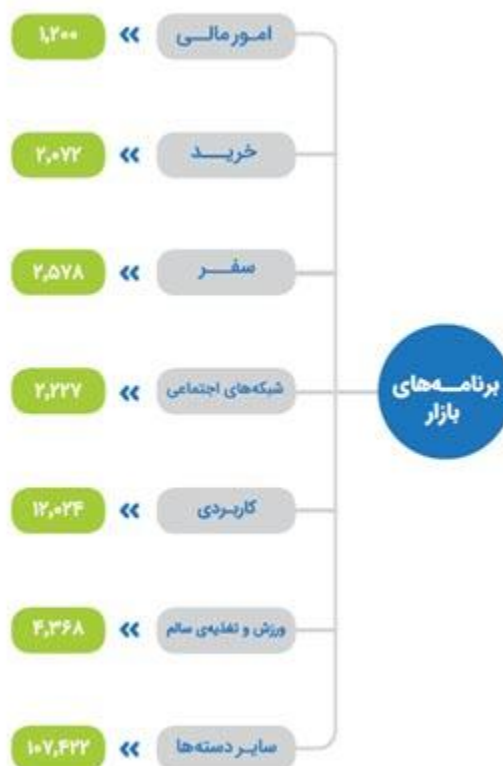 برنامه‌های
بازار
امور مالی
۱,۲۰۰
خرید
۲,۰۷۲
سفر
۲,۵۷۸
شبکه‌های اجتماعی
۲,۲۲۷
کاربردی
۱۲,۰۲۴
ورزش و تغذیه‌ی سالم
۴,۳۶۸
سایر دسته‌ها
۱۰۷,۴۲۲